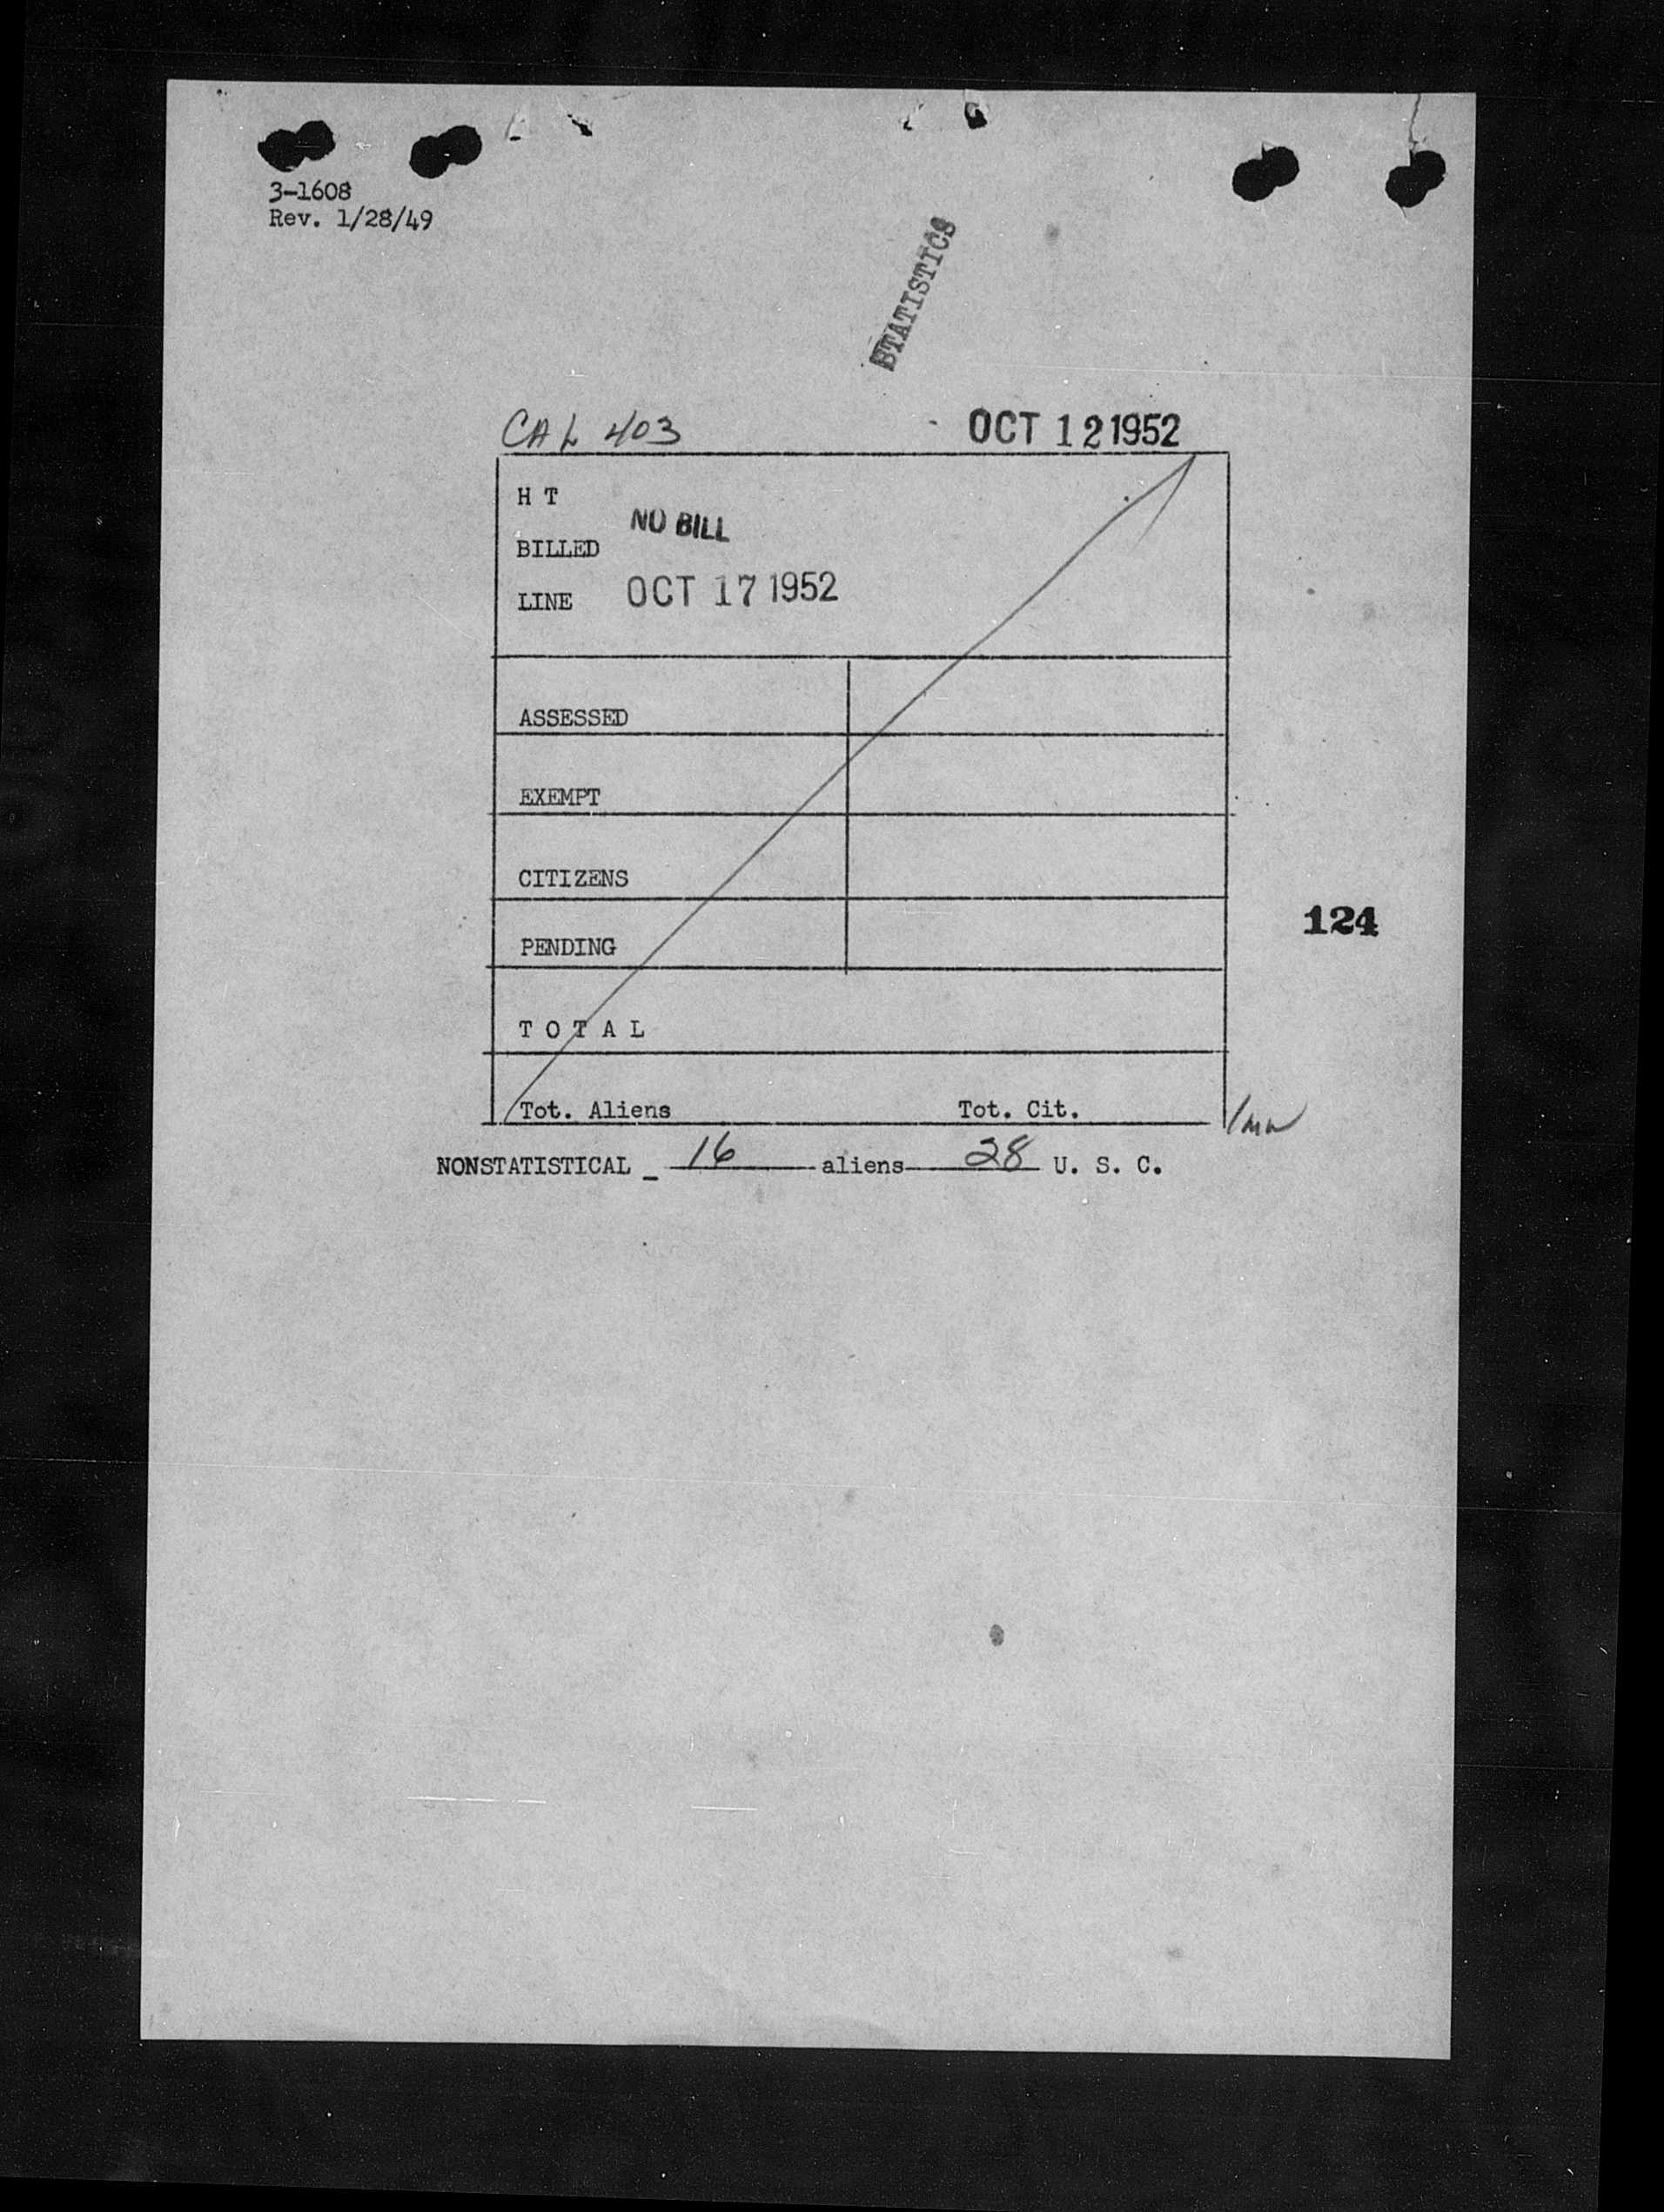 3-1608
Rev. 1/28/49
STATISTICS
CAL 403 OCT 12 1952
H T
NO BILL
BILLED
LINE OCT 17 1952
ASSESSED
EXEMPT
CITIZENS
124
PENDING
T O T A L
Tot. Aliens Tot. Cit.
NONSTATISTICAL _ 16 aliens 28 U. S. C.